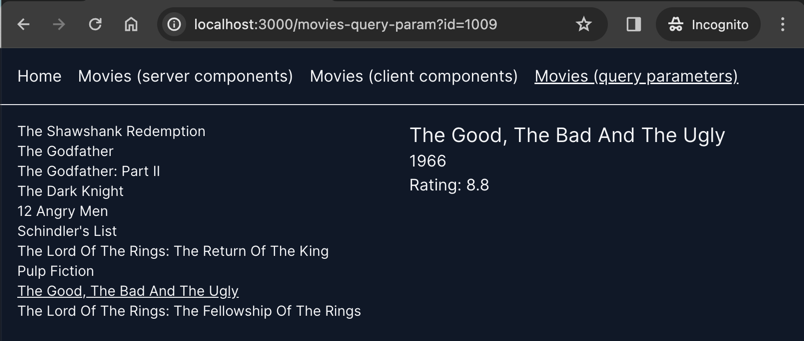 localhost:3000/movies-query-param?id=1009
Incognito
Home Movies (server components) Movies (client components) Movies (query parameters)
The Shawshank Redemption
The Godfather
The Godfather: Part II
The Dark Knight
12 Angry Men
Schindler's List
The Lord Of The Rings: The Return Of The King
Pulp Fiction
The Good, The Bad And The Ugly
The Lord Of The Rings: The Fellowship Of The Rings
The Good, The Bad And The Ugly
1966
Rating: 8.8